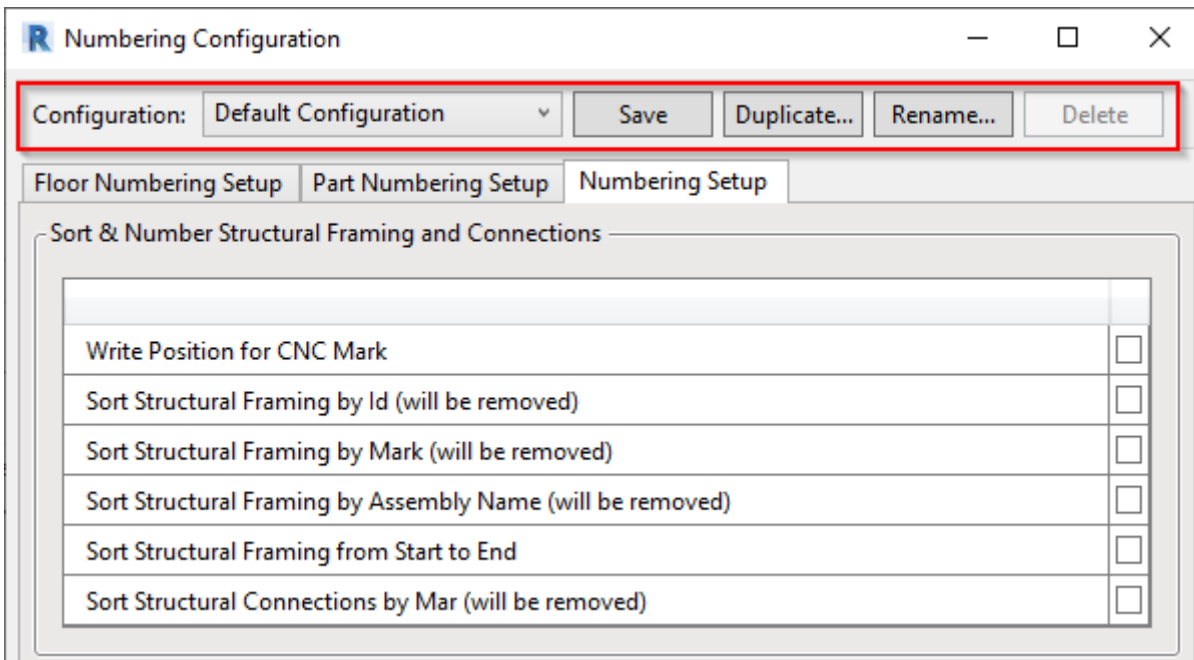 Numbering Configuration
Configuration: Default Configuration Save Duplicate... Rename... Delete
Floor Numbering Setup Part Numbering Setup Numbering Setup
Sort & Number Structural Framing and Connections
Write Position for CNC Mark
Sort Structural Framing by Id (will be removed)
Sort Structural Framing by Mark (will be removed)
Sort Structural Framing by Assembly Name (will be removed)
Sort Structural Framing from Start to End
Sort Structural Connections by Mar (will be removed)